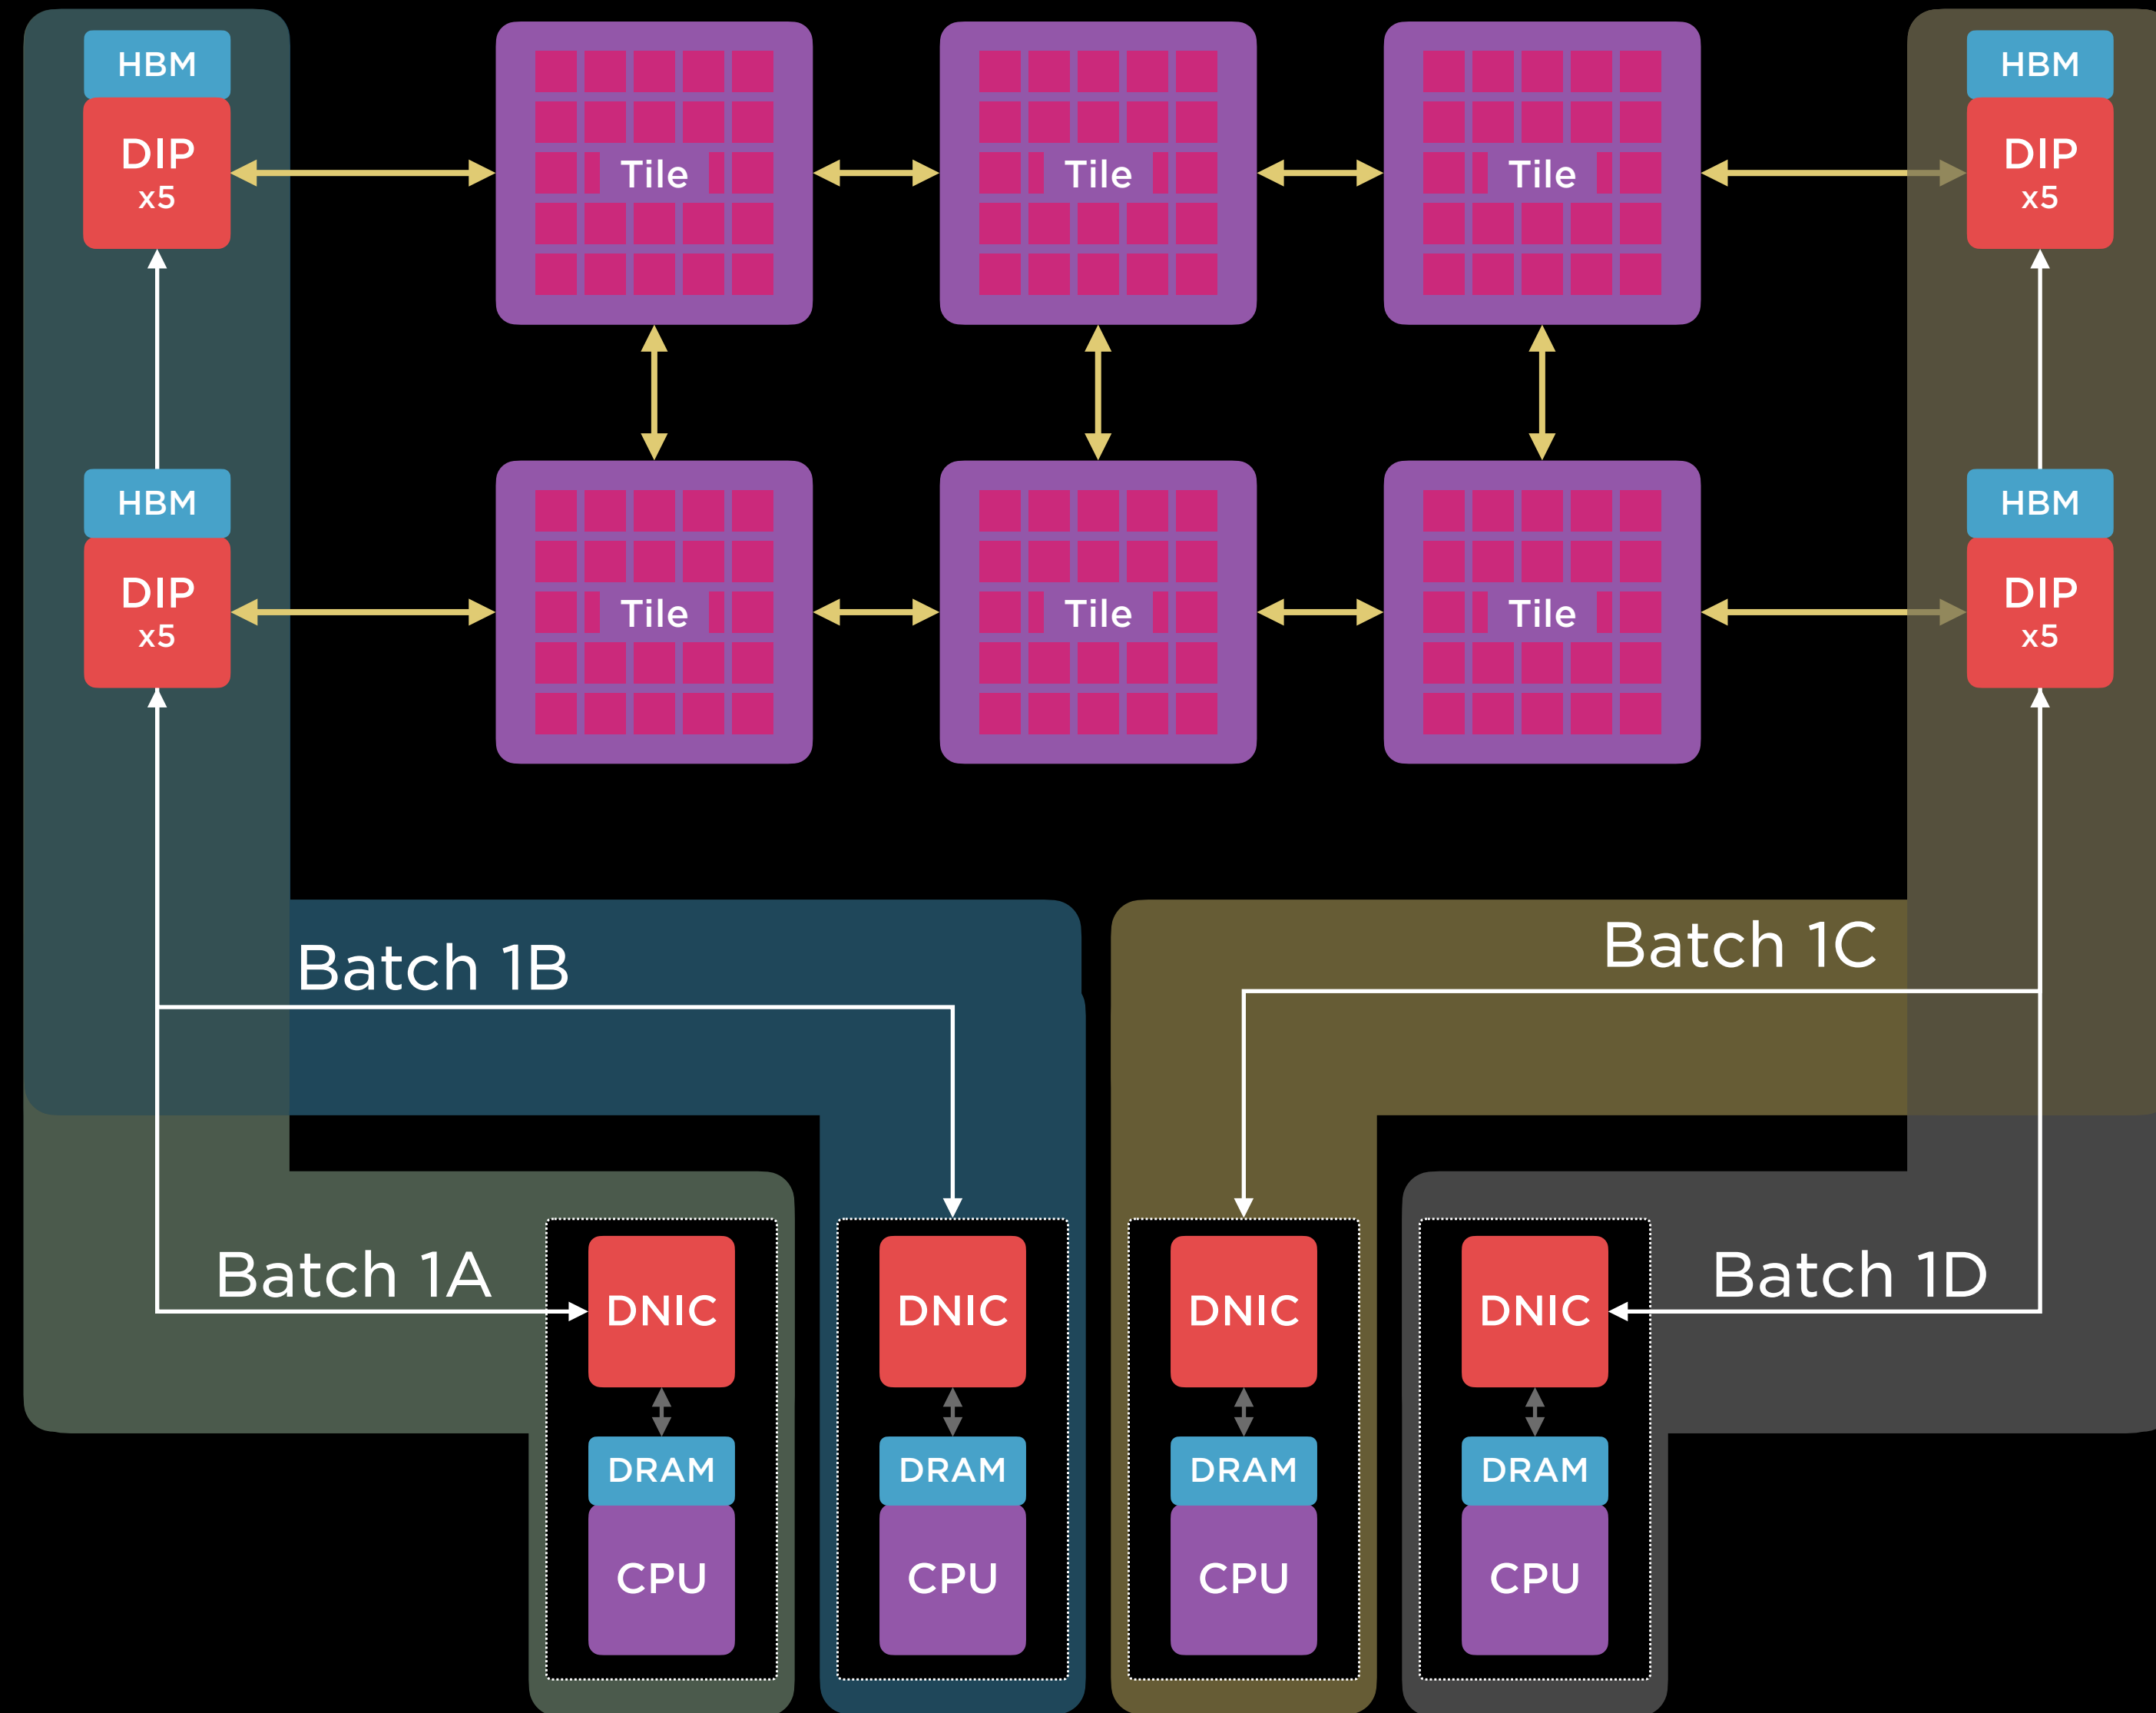 HBM
DIP
x5
Tile
Tile
Tile
HBM
DIP
x5
HBM
DIP
x5
Tile
Tile
Tile
HBM
DIP
x5
Batch 1B
Batch 1C
Batch 1A
Batch 1D
DNIC
DNIC
DNIC
DNIC
DRAM
DRAM
DRAM
DRAM
CPU
CPU
CPU
CPU